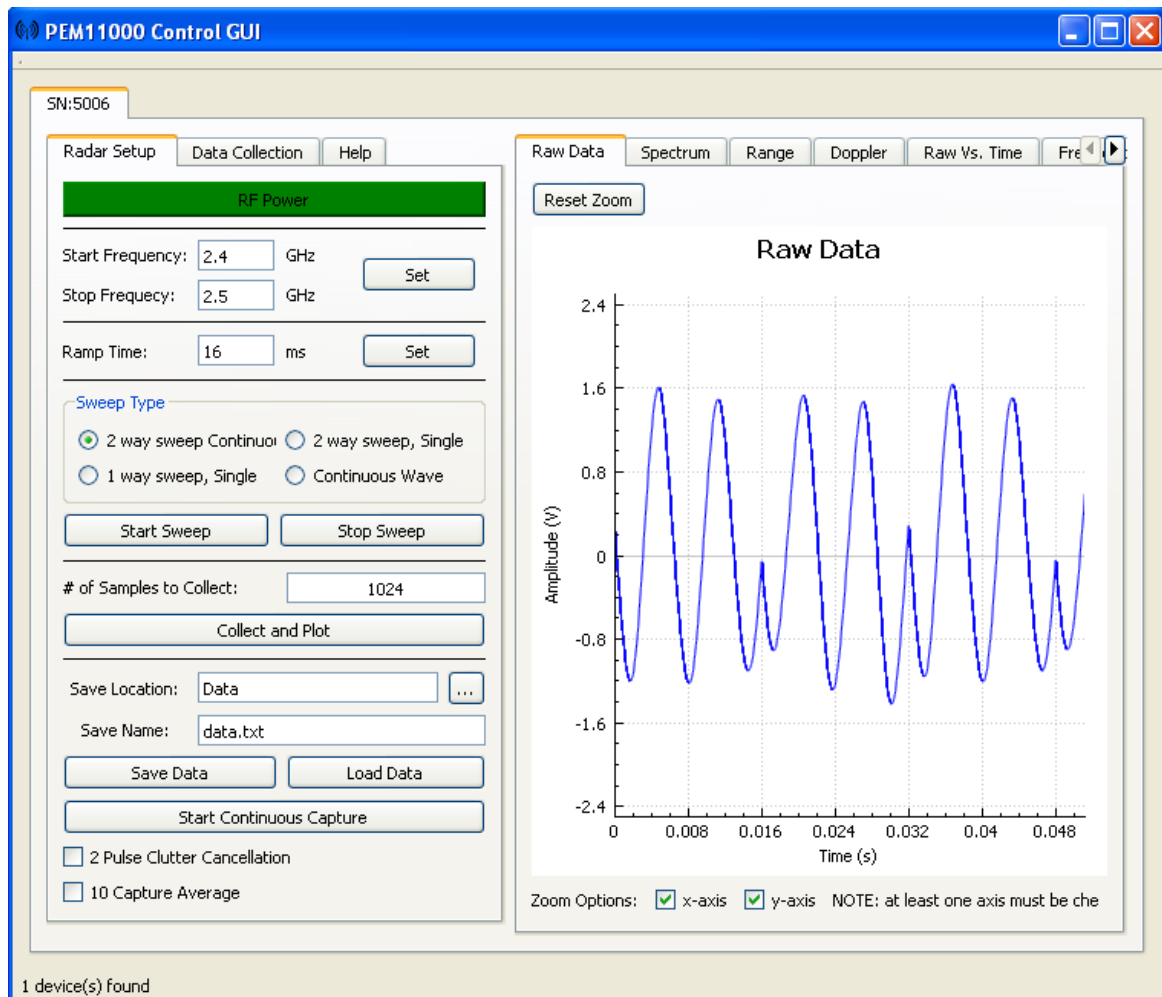 PEM11000 Control GUI
SN:5006
Radar Setup
Data Collection
Help
RF Power
Start Frequency: 2.4 GHz
Set
Stop Frequecy: 2.5 GHz
Ramp Time: 16 ms Set
Sweep Type
2 way sweep Continuou
2 way sweep, Single
1 way sweep, Single
Continuous Wave
Start Sweep
Stop Sweep
# of Samples to Collect: 1024
Collect and Plot
Save Location: Data ...
Save Name: data.txt
Save Data
Load Data
Start Continuous Capture
2 Pulse Clutter Cancellation
10 Capture Average
Raw Data
Spectrum
Range
Doppler
Raw Vs. Time
Reset Zoom
Raw Data
2.4
1.6
0.8
0
-0.8
-1.6
-2.4
Amplitude (V)
0 0.008 0.016 0.024 0.032 0.04 0.048
Time (s)
Zoom Options: x-axis y-axis NOTE: at least one axis must be che
1 device(s) found